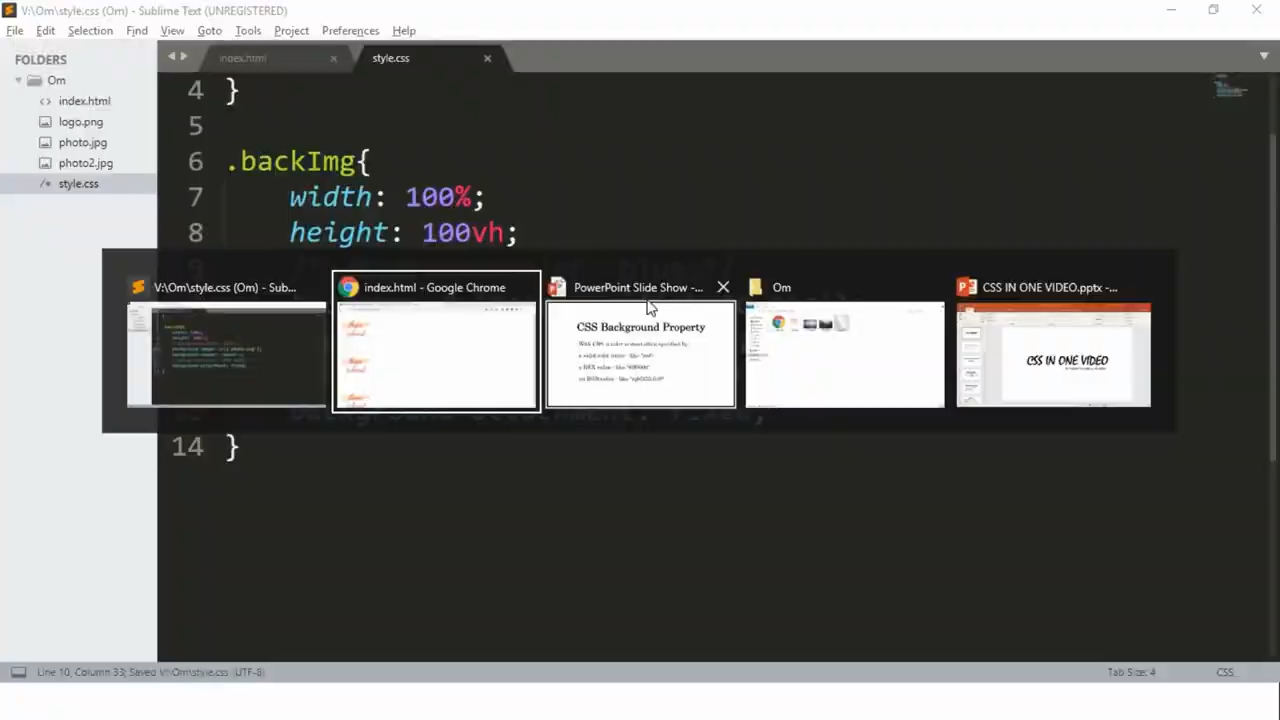 V:\Om\style.css (Om) - Sublime Text (UNREGISTERED)
File Edit Selection Find View Goto Tools Project Preferences Help
FOLDERS
Om
index.html
logo.png
photo.jpg
photo2.jpg
style.css
index.html
style.css
4 }
5
6 .backImg{
7 width: 100%;
8 height: 100vh;
V:\Om\style.css (Om) - Sub...
index.html - Google Chrome
PowerPoint Slide Show -...
Om
CSS IN ONE VIDEO.pptx -...
CSS Background Property
CSS IN ONE VIDEO
14 }
Line 10, Column 33; Saved V:\Om\style.css (UTF-8)
Tab Size: 4
CSS